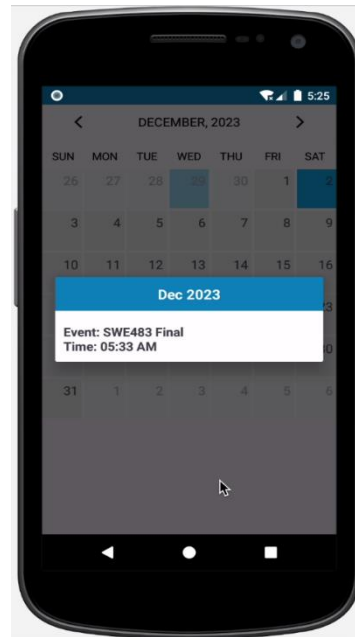 5:25
DECEMBER, 2023
SUN MON TUE WED THU FRI SAT
26 27 28 29 30 1 2
3 4 5 6 7 8 9
10 11 12 13 14 15 16
Dec 2023
23
Event: SWE483 Final
Time: 05:33 AM
31 1 2 3 4 5 6